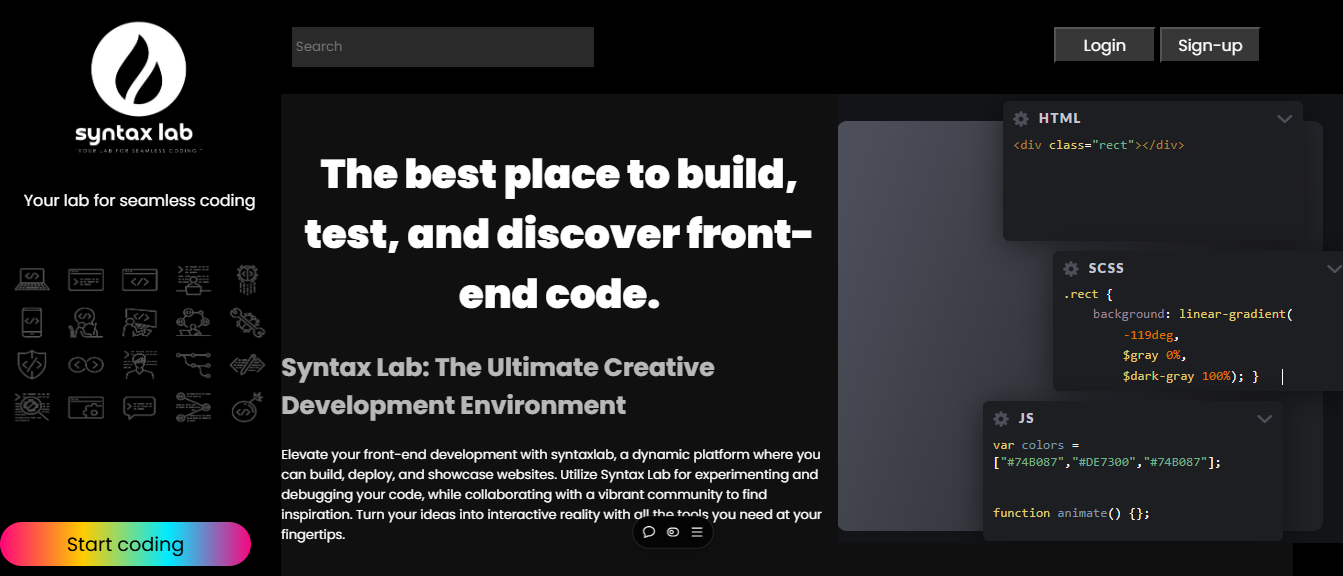 syntax lab
"YOUR LAB FOR SEAMLESS CODING"
Your lab for seamless coding
Start coding
Search
Login
Sign-up
The best place to build,
test, and discover front-
end code.
Syntax Lab: The Ultimate Creative
Development Environment
Elevate your front-end development with syntaxlab, a dynamic platform where you
can build, deploy, and showcase websites. Utilize Syntax Lab for experimenting and
debugging your code, while collaborating with a vibrant community to find
inspiration. Turn your ideas into interactive reality with all the tools you need at your
fingertips.
HTML
<div class="rect"></div>
SCSS
.rect {
background: linear-gradient(
-119deg,
$gray 0%,
$dark-gray 100%); }
JS
var colors =
["#74B087","#DE7300","#74B087"];
function animate() {};